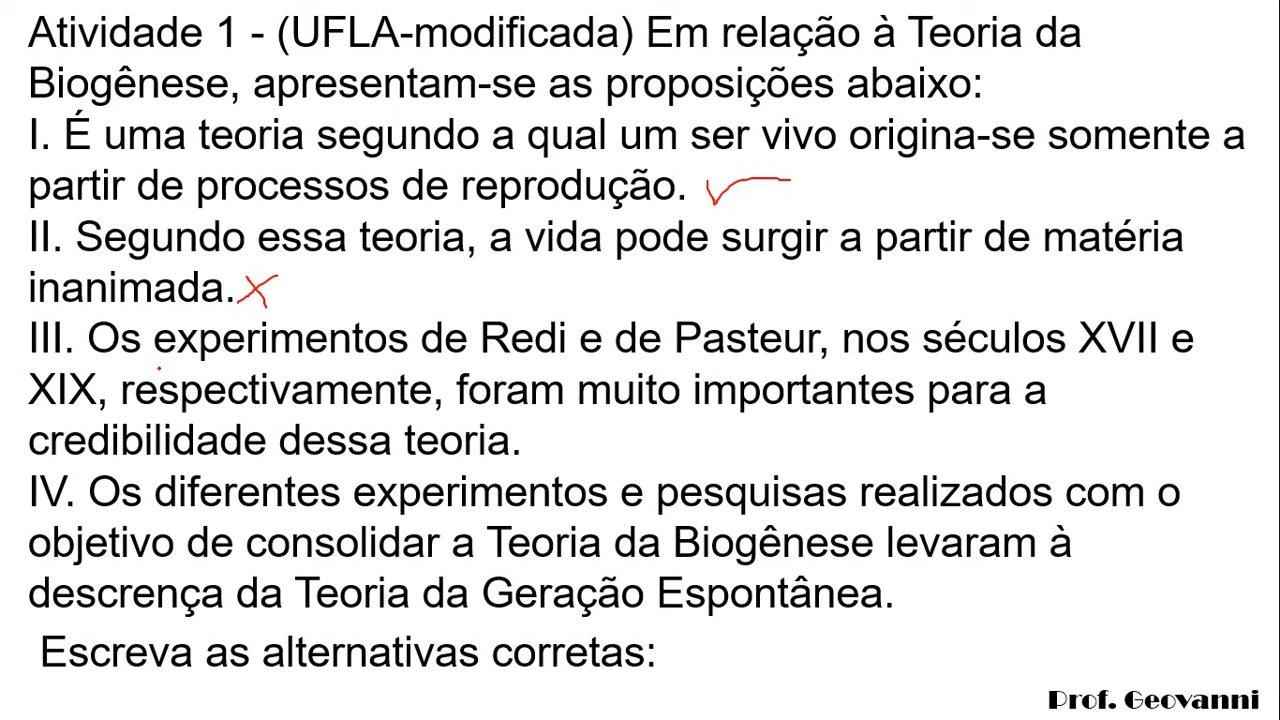 Atividade 1 - (UFLA-modificada) Em relação à Teoria da
Biogênese, apresentam-se as proposições abaixo:
I. É uma teoria segundo a qual um ser vivo origina-se somente a
partir de processos de reprodução.
II. Segundo essa teoria, a vida pode surgir a partir de matéria
inanimada.
III. Os experimentos de Redi e de Pasteur, nos séculos XVII e
XIX, respectivamente, foram muito importantes para a
credibilidade dessa teoria.
IV. Os diferentes experimentos e pesquisas realizados com o
objetivo de consolidar a Teoria da Biogênese levaram à
descrença da Teoria da Geração Espontânea.
Escreva as alternativas corretas:
Prof. Geovanni